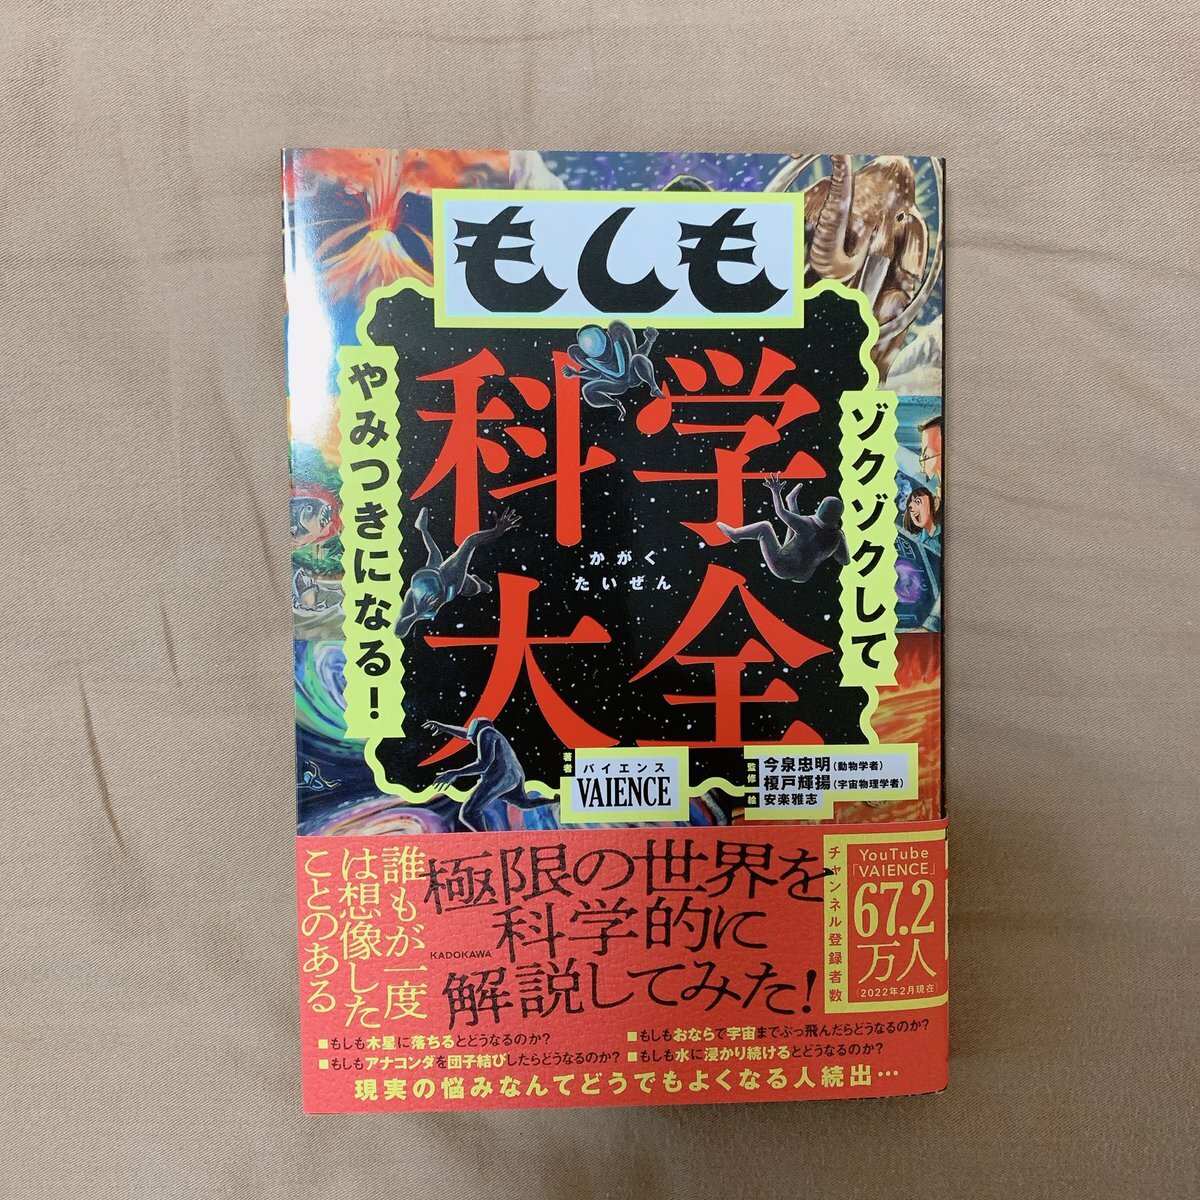 もしも
科学
かがく
たいぜん
大全
ゾクゾクして
やみつきになる!
著者
バイエンス
VAIENCE
監修
今泉忠明(動物学者)
榎戸輝揚(宇宙物理学者)
絵
安楽雅志
誰もが一度
は想像した
ことのある
極限の世界を
科学的に
解説してみた!
KADOKAWA
YouTube
「VAIENCE」
チャンネル登録者数
67.2
万人
(2022年2月現在)
■もしも木星に落ちるとどうなるのか?
■もしもおならで宇宙までぶっ飛んだらどうなるのか?
■もしもアナコンダを団子結びしたらどうなるのか?
■もしも水に浸かり続けるとどうなるのか?
現実の悩みなんてどうでもよくなる人続出…